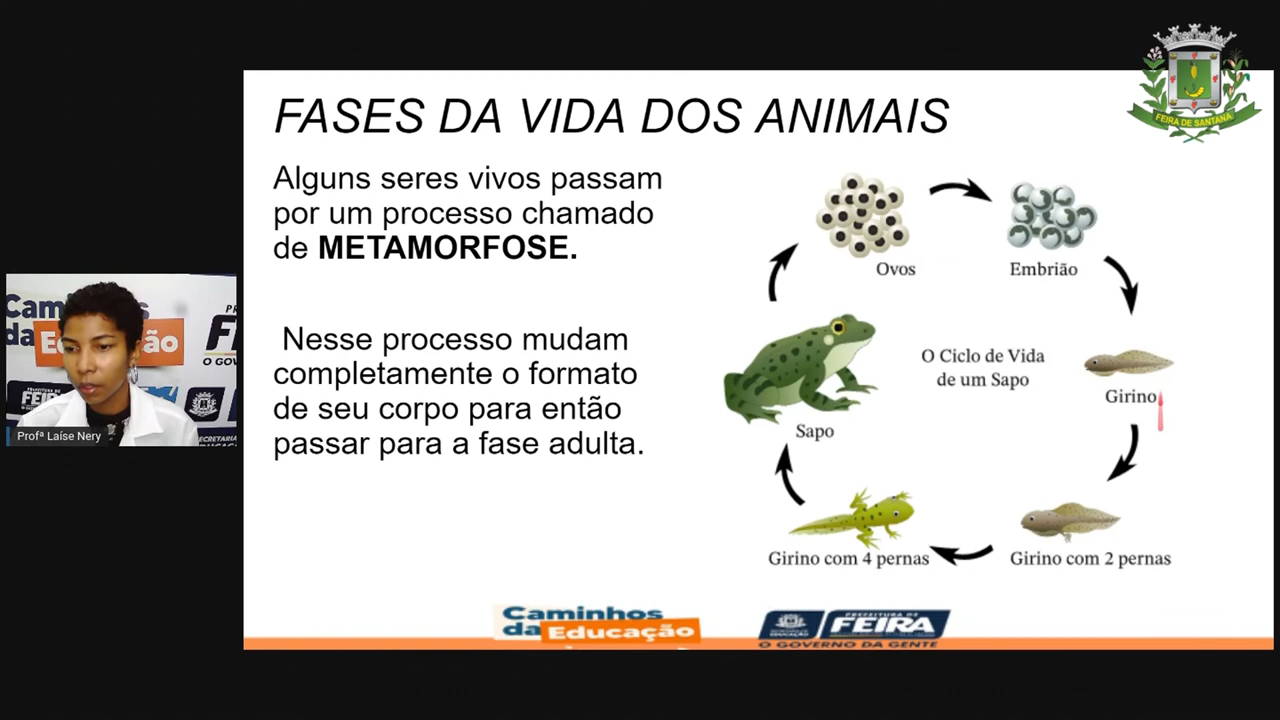 FEIRA DE SANTANA
FASES DA VIDA DOS ANIMAIS
Alguns seres vivos passam
por um processo chamado
de METAMORFOSE.
Nesse processo mudam
completamente o formato
de seu corpo para então
passar para a fase adulta.
Ovos
Embrião
O Ciclo de Vida
de um Sapo
Girino
Sapo
Girino com 4 pernas
Girino com 2 pernas
Profª Laíse Nery
Caminhos
da Educação
PREFEITURA DE
FEIRA
O GOVERNO DA GENTE